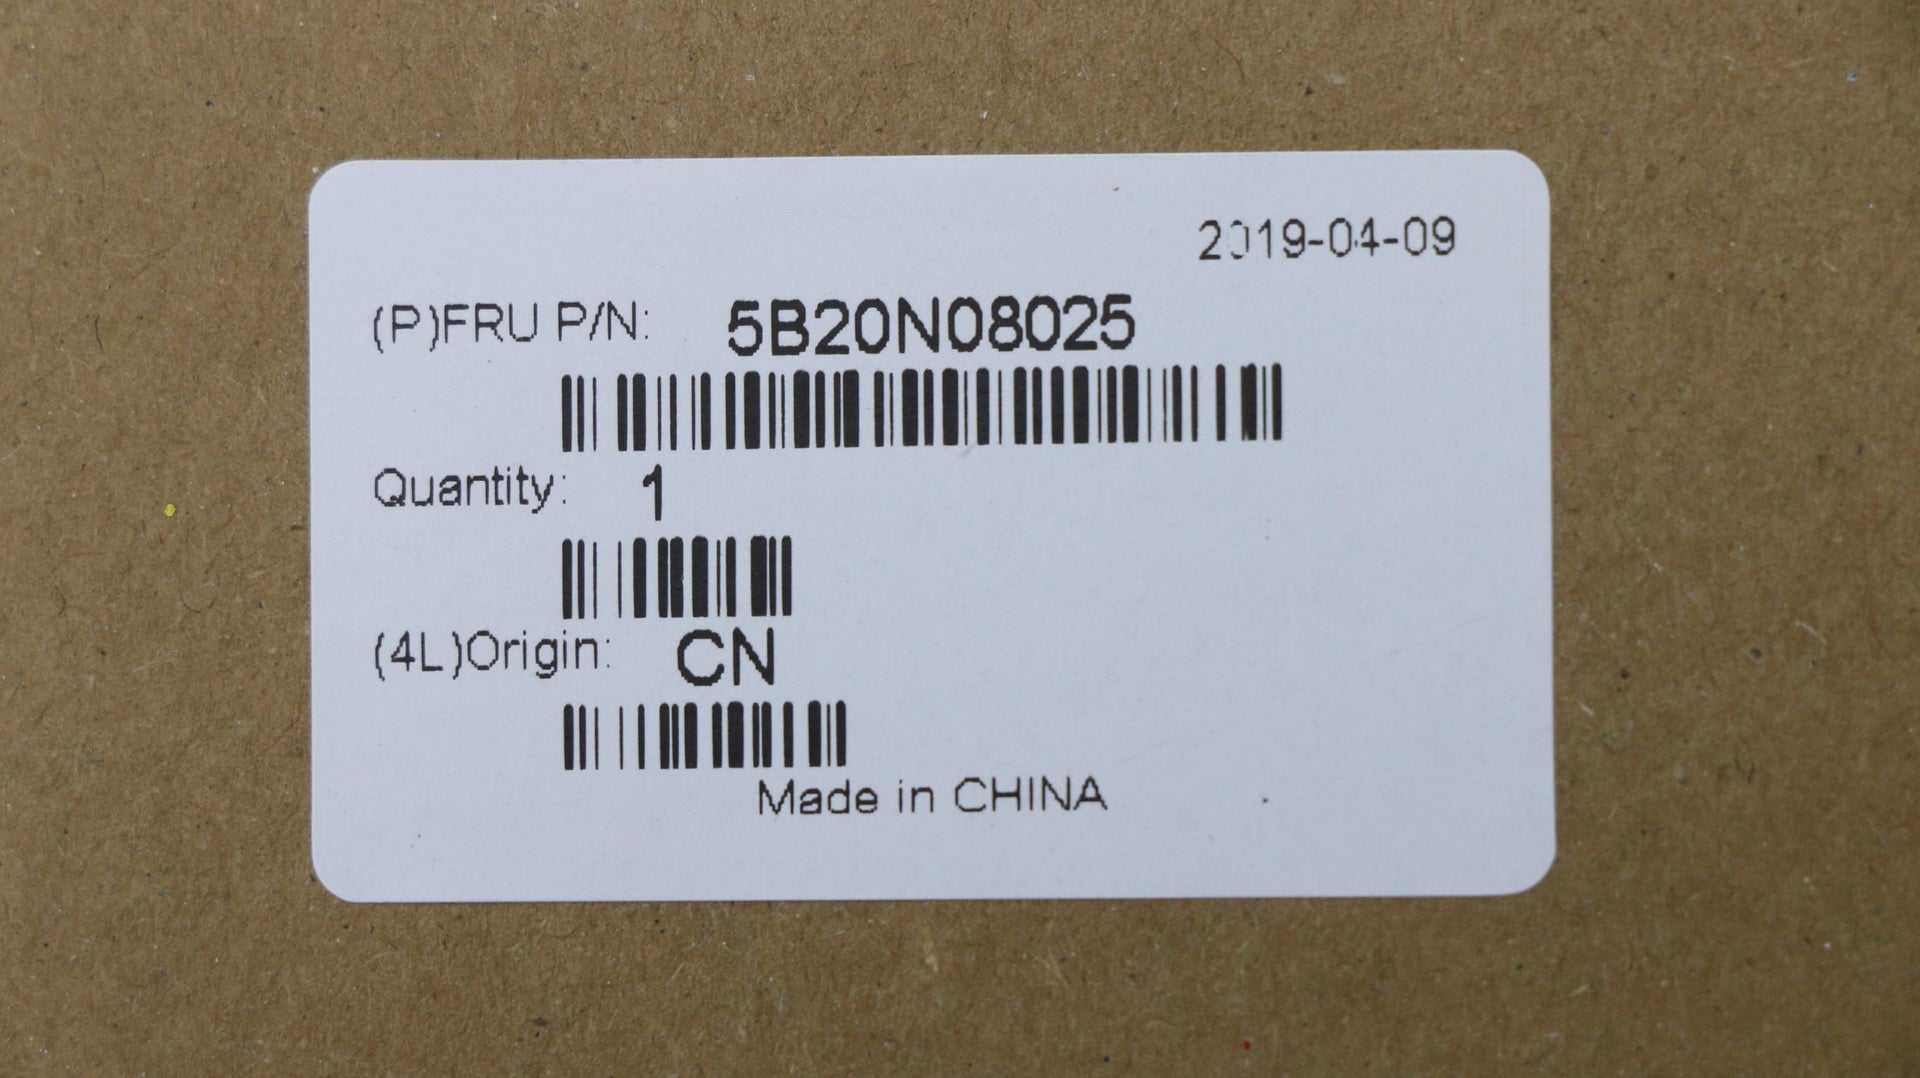 2019-04-09
(P)FRU P/N: 5B20N08025
Quantity: 1
(4L)Origin: CN
Made in CHINA